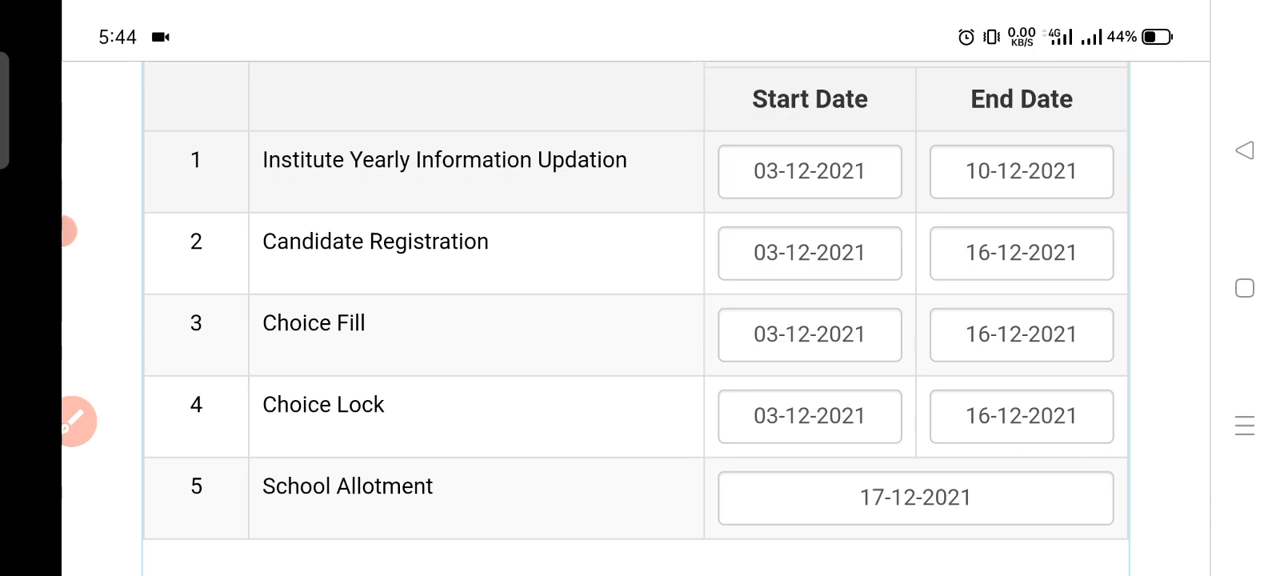 5:44 0.00 KB/S 4G 44%
Start Date End Date
1 Institute Yearly Information Updation 03-12-2021 10-12-2021
2 Candidate Registration 03-12-2021 16-12-2021
3 Choice Fill 03-12-2021 16-12-2021
4 Choice Lock 03-12-2021 16-12-2021
5 School Allotment 17-12-2021